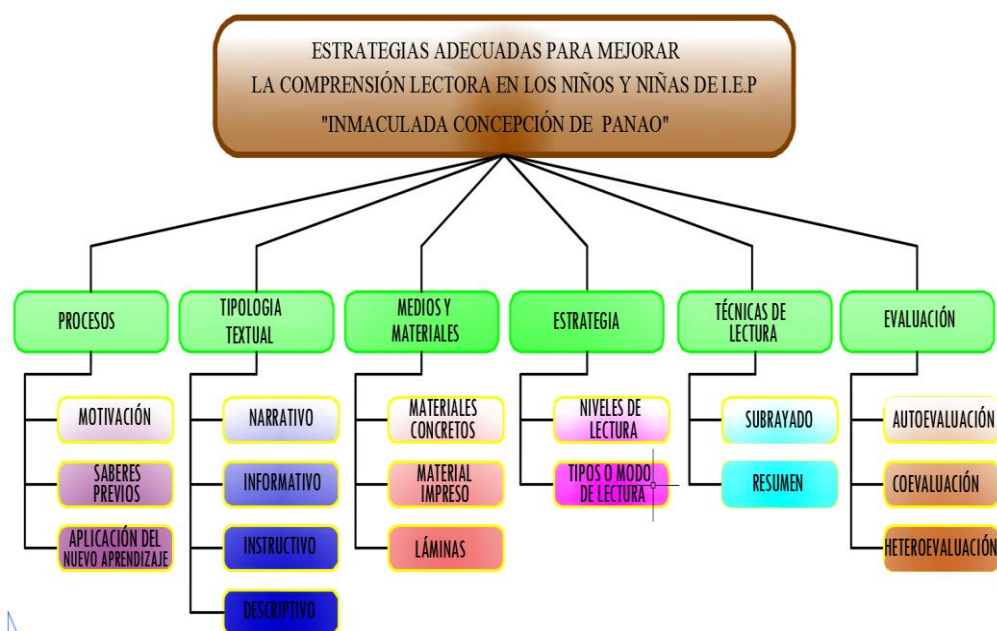 ESTRATEGIAS ADECUADAS PARA MEJORAR
LA COMPRENSIÓN LECTORA EN LOS NIÑOS Y NIÑAS DE I.E.P
"INMACULADA CONCEPCIÓN DE PANAO"
PROCESOS
MOTIVACIÓN
SABERES
PREVIOS
APLICACIÓN DEL
NUEVO APRENDIZAJE
TIPOLOGIA
TEXTUAL
NARRATIVO
INFORMATIVO
INSTRUCTIVO
DESCRIPTIVO
MEDIOS Y
MATERIALES
MATERIALES
CONCRETOS
MATERIAL
IMPRESO
LÁMINAS
ESTRATEGIA
NIVELES DE
LECTURA
TIPOS O MODO
DE LECTURA
TÉCNICAS DE
LECTURA
SUBRAYADO
RESUMEN
EVALUACIÓN
AUTOEVALUACIÓN
COEVALUACIÓN
HETEROEVALUACIÓN